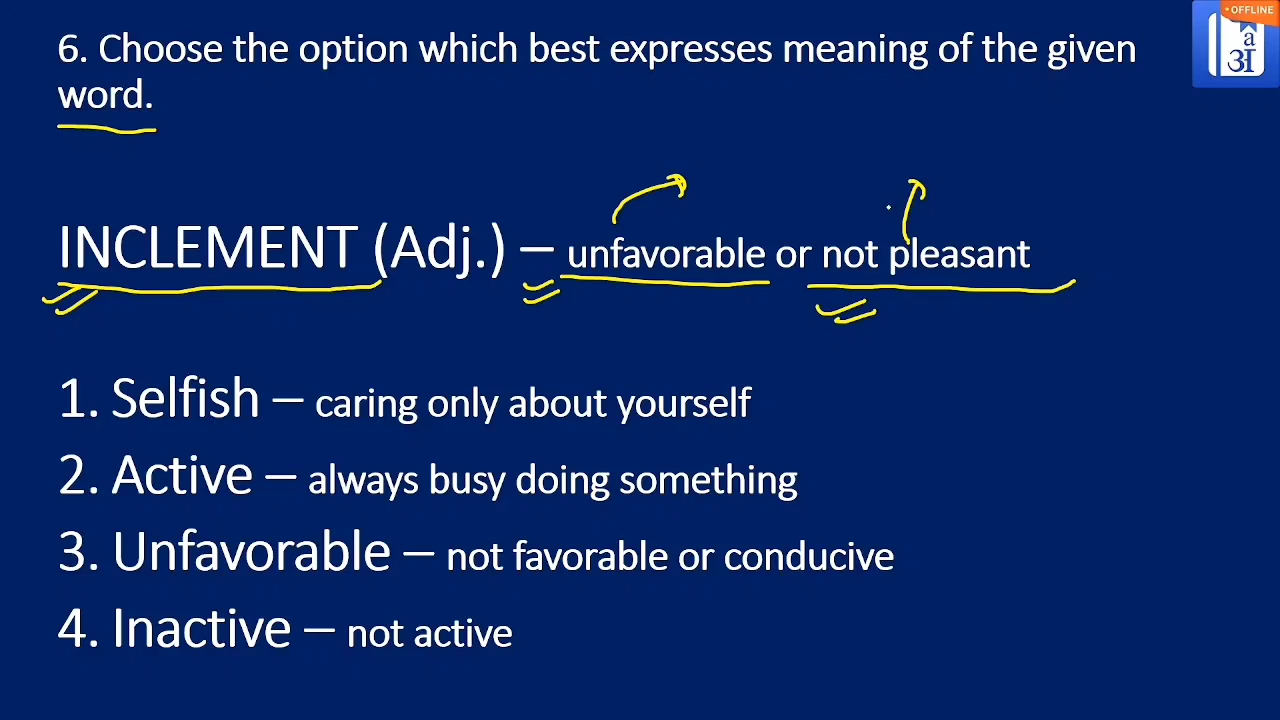 •OFFLINE
6. Choose the option which best expresses meaning of the given
word.
a
अ
INCLEMENT (Adj.) – unfavorable or not pleasant
1. Selfish – caring only about yourself
2. Active – always busy doing something
3. Unfavorable – not favorable or conducive
4. Inactive – not active